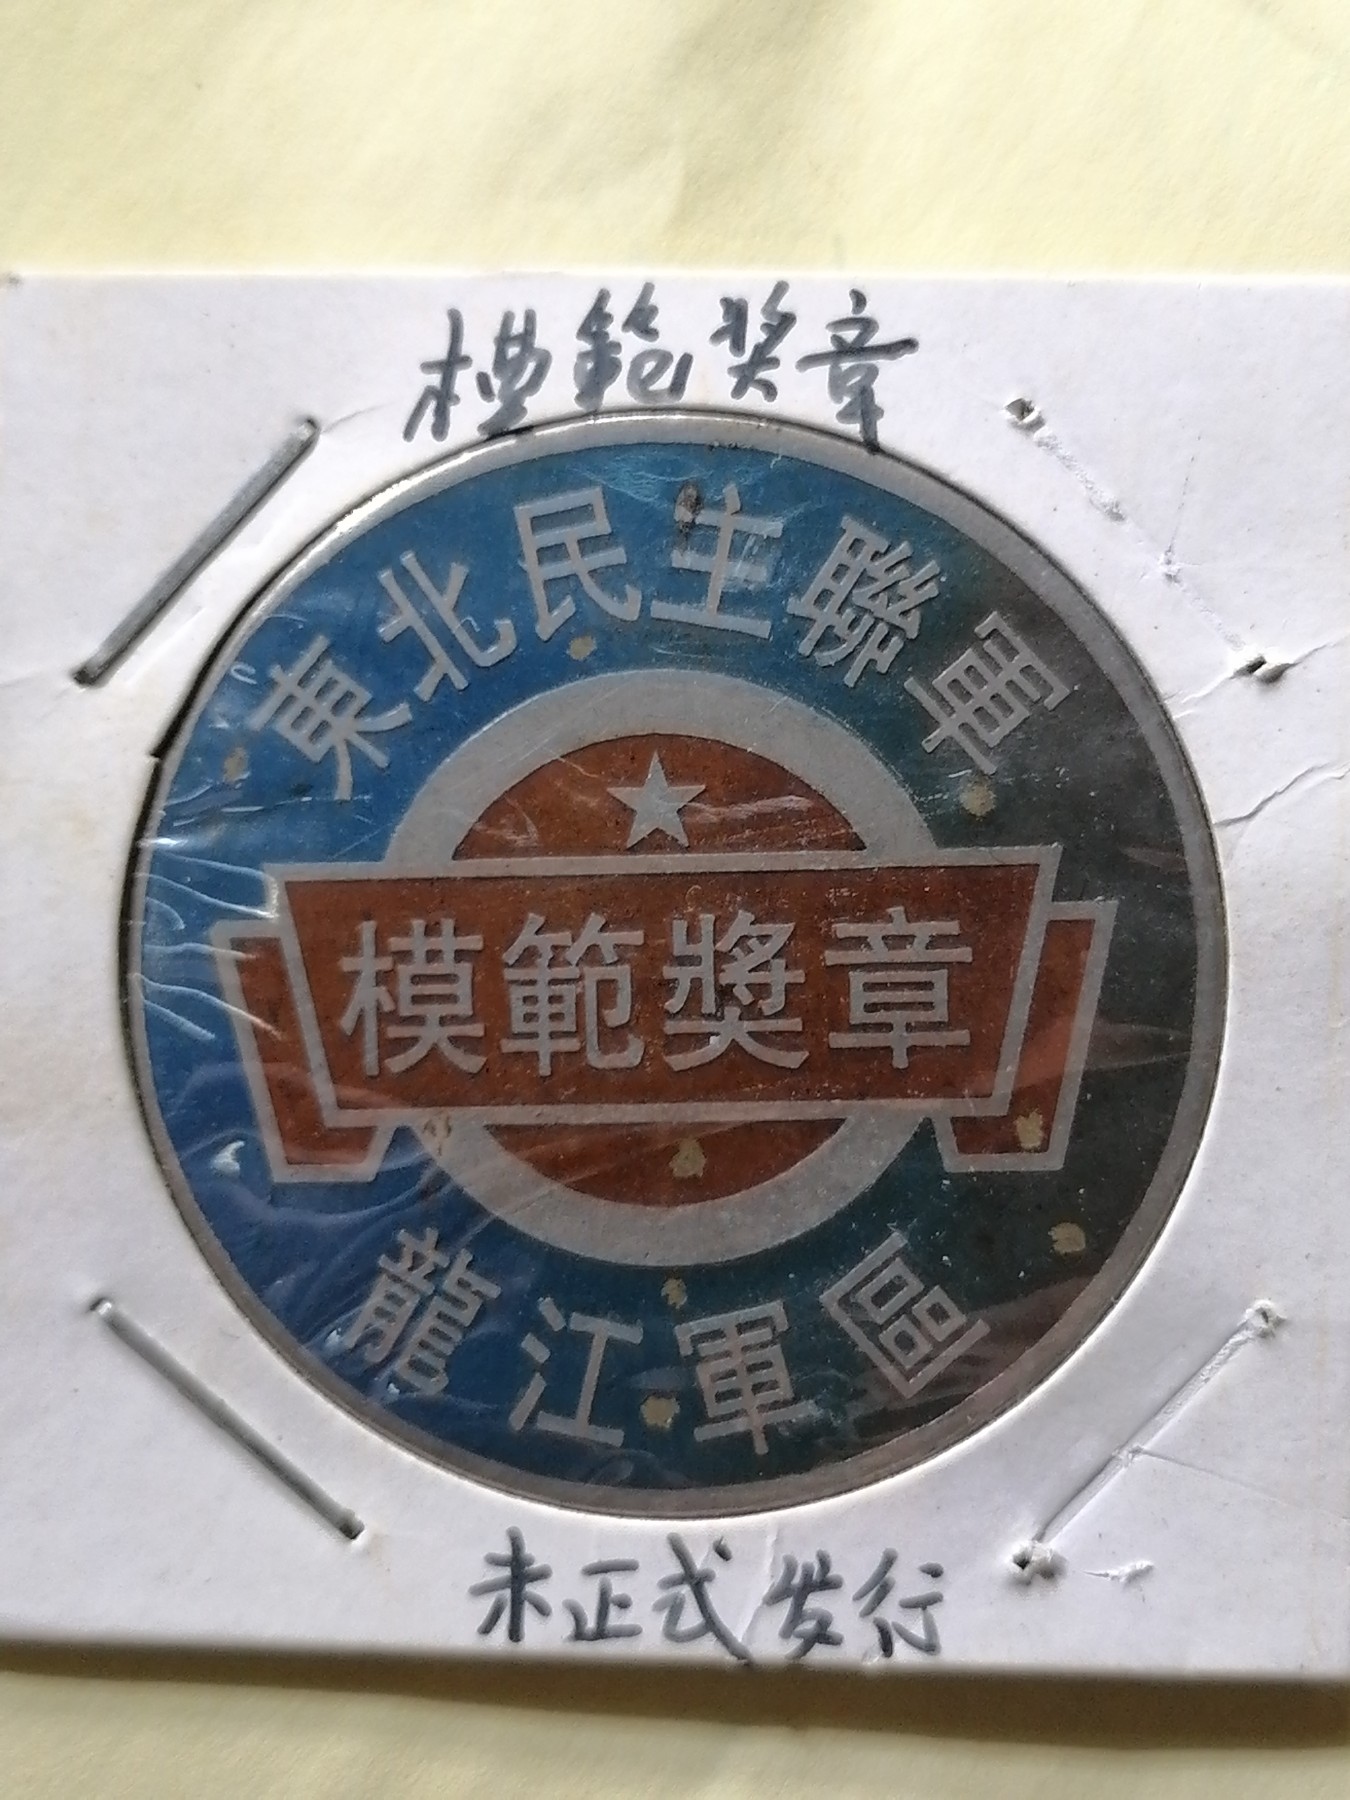 模範奖章
東北民主聯軍
模範獎章
龍江軍區
未正式发行